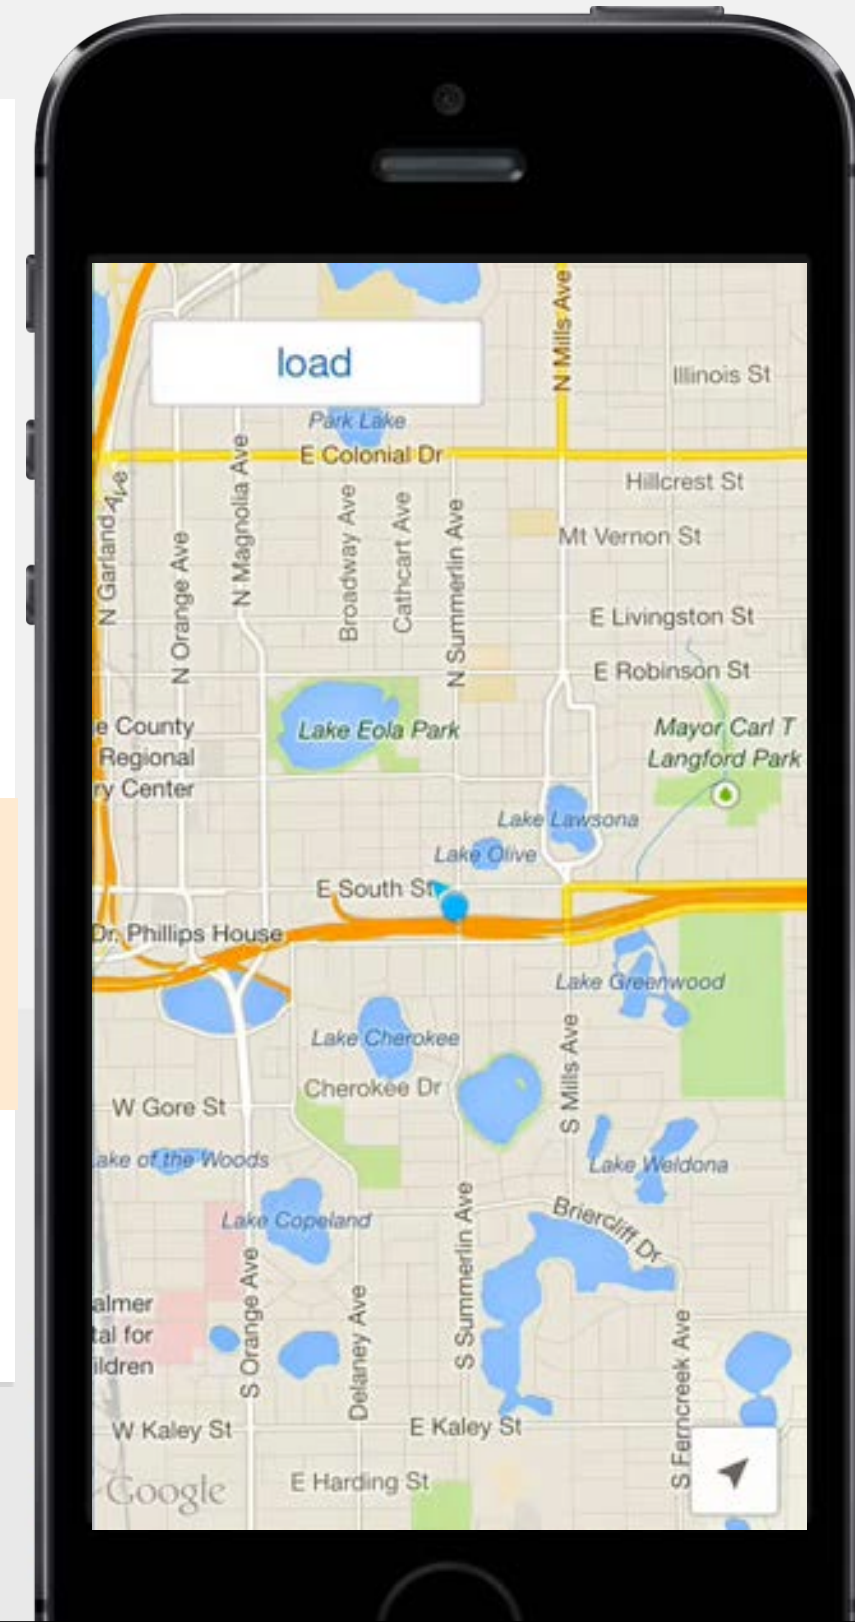 N Mills Ave
load
Illinois St
Park Lake
E Colonial Dr
Hillcrest St
N Garland Ave
N Orange Ave
N Magnolia Ave
Broadway Ave
Cathcart Ave
N Summerlin Ave
Mt Vernon St
E Livingston St
E Robinson St
e County
Regional
ry Center
Lake Eola Park
Mayor Carl T
Langford Park
Lake Lawsona
Lake Olive
E South St
Dr. Phillips House
Lake Greenwood
Lake Cherokee
Cherokee Dr
S Mills Ave
W Gore St
ake of the Woods
Lake Weldona
Lake Copeland
Briercliff Dr
S Orange Ave
S Summerlin Ave
almer
tal for
ildren
Delaney Ave
S Ferncreek Ave
W Kaley St
E Kaley St
Google
E Harding St